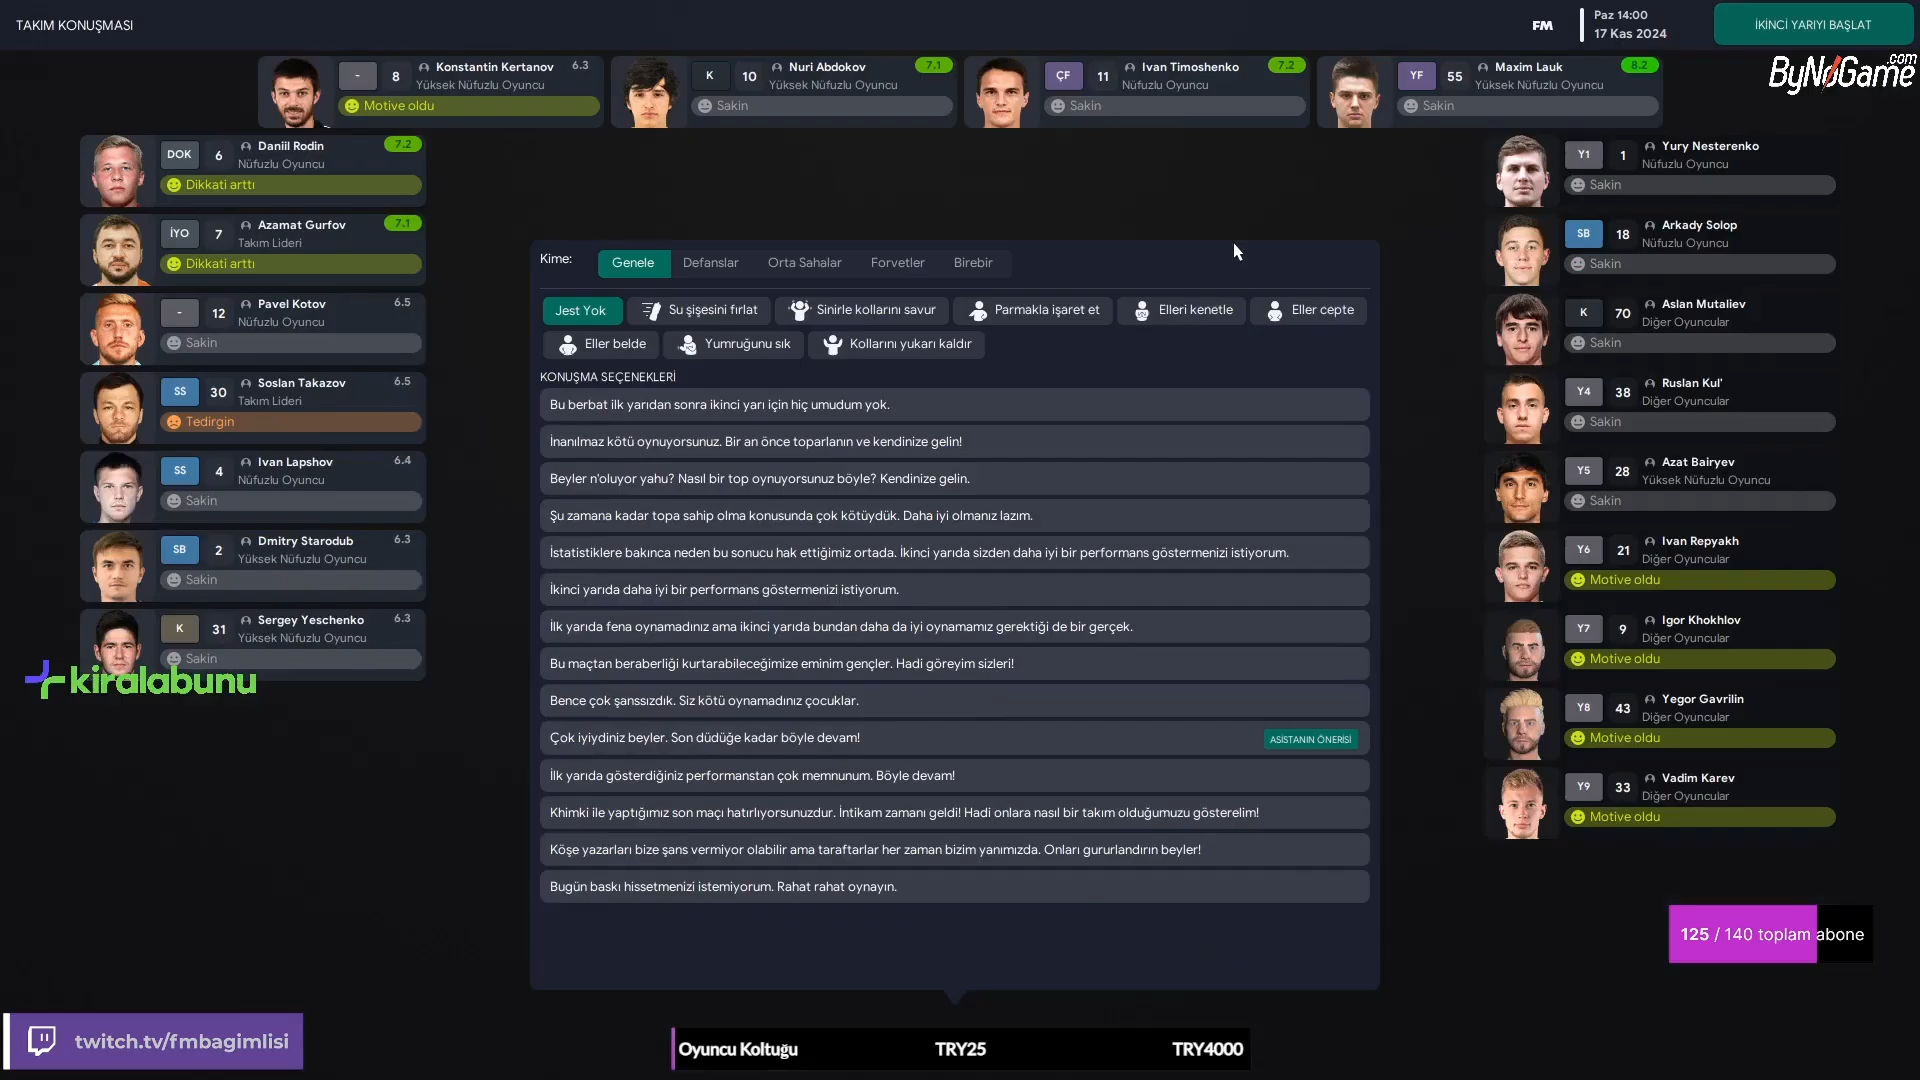 TAKIM KONUŞMASI
FM
Paz 14:00
17 Kas 2024
İKİNCİ YARIYI BAŞLAT
ByNoGame.com
- 8 Konstantin Kertanov 6.3
Yüksek Nüfuzlu Oyuncu
Motive oldu
K 10 Nuri Abdokov 7.1
Yüksek Nüfuzlu Oyuncu
Sakin
ÇF 11 Ivan Timoshenko 7.2
Nüfuzlu Oyuncu
Sakin
YF 55 Maxim Lauk 8.2
Yüksek Nüfuzlu Oyuncu
Sakin
DOK 6 Daniil Rodin 7.2
Nüfuzlu Oyuncu
Dikkati arttı
İYO 7 Azamat Gurfov 7.1
Takım Lideri
Dikkati arttı
- 12 Pavel Kotov 6.5
Nüfuzlu Oyuncu
Sakin
SS 30 Soslan Takazov 6.5
Takım Lideri
Tedirgin
SS 4 Ivan Lapshov 6.4
Nüfuzlu Oyuncu
Sakin
SB 2 Dmitry Starodub 6.3
Yüksek Nüfuzlu Oyuncu
Sakin
K 31 Sergey Yeschenko 6.3
Yüksek Nüfuzlu Oyuncu
Sakin
kiralabunu
Kime: Genele Defanslar Orta Sahalar Forvetler Birebir
Jest Yok Su şişesini fırlat Sinirle kollarını savur Parmakla işaret et Elleri kenetle Eller cepte
Eller belde Yumruğunu sık Kollarını yukarı kaldır
KONUŞMA SEÇENEKLERİ
Bu berbat ilk yarıdan sonra ikinci yarı için hiç umudum yok.
İnanılmaz kötü oynuyorsunuz. Bir an önce toparlanın ve kendinize gelin!
Beyler n'oluyor yahu? Nasıl bir top oynuyorsunuz böyle? Kendinize gelin.
Şu zamana kadar topa sahip olma konusunda çok kötüydük. Daha iyi olmanız lazım.
İstatistiklere bakınca neden bu sonucu hak ettiğimiz ortada. İkinci yarıda sizden daha iyi bir performans göstermenizi istiyorum.
İkinci yarıda daha iyi bir performans göstermenizi istiyorum.
İlk yarıda fena oynamadınız ama ikinci yarıda bundan daha da iyi oynamamız gerektiği de bir gerçek.
Bu maçtan beraberliği kurtarabileceğimize eminim gençler. Hadi göreyim sizleri!
Bence çok şanssızdık. Siz kötü oynamadınız çocuklar.
Çok iyiydiniz beyler. Son düdüğe kadar böyle devam! ASİSTANIN ÖNERİSİ
İlk yarıda gösterdiğiniz performanstan çok memnunum. Böyle devam!
Khimki ile yaptığımız son maçı hatırlıyorsunuzdur. İntikam zamanı geldi! Hadi onlara nasıl bir takım olduğumuzu gösterelim!
Köşe yazarları bize şans vermiyor olabilir ama taraftarlar her zaman bizim yanımızda. Onları gururlandırın beyler!
Bugün baskı hissetmenizi istemiyorum. Rahat rahat oynayın.
Y1 1 Yury Nesterenko
Nüfuzlu Oyuncu
Sakin
SB 18 Arkady Solop
Nüfuzlu Oyuncu
Sakin
K 70 Aslan Mutaliev
Diğer Oyuncular
Sakin
Y4 38 Ruslan Kul'
Diğer Oyuncular
Sakin
Y5 28 Azat Bairyev
Yüksek Nüfuzlu Oyuncu
Sakin
Y6 21 Ivan Repyakh
Diğer Oyuncular
Motive oldu
Y7 9 Igor Khokhlov
Diğer Oyuncular
Motive oldu
Y8 43 Yegor Gavrilin
Diğer Oyuncular
Motive oldu
Y9 33 Vadim Karev
Diğer Oyuncular
Motive oldu
125 / 140 toplam abone
twitch.tv/fmbagimlisi
Oyuncu Koltuğu TRY25 TRY4000